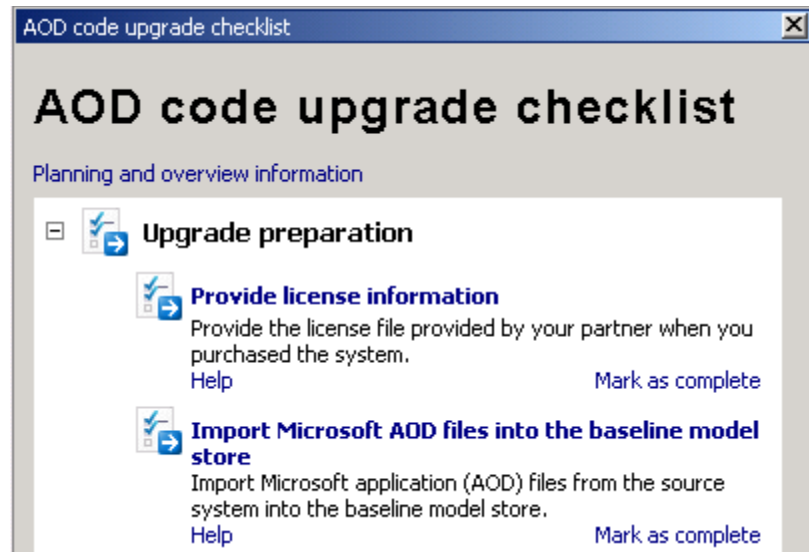 AOD code upgrade checklist
AOD code upgrade checklist
Planning and overview information
Upgrade preparation
Provide license information
Provide the license file provided by your partner when you
purchased the system.
Help Mark as complete
Import Microsoft AOD files into the baseline model
store
Import Microsoft application (AOD) files from the source
system into the baseline model store.
Help Mark as complete